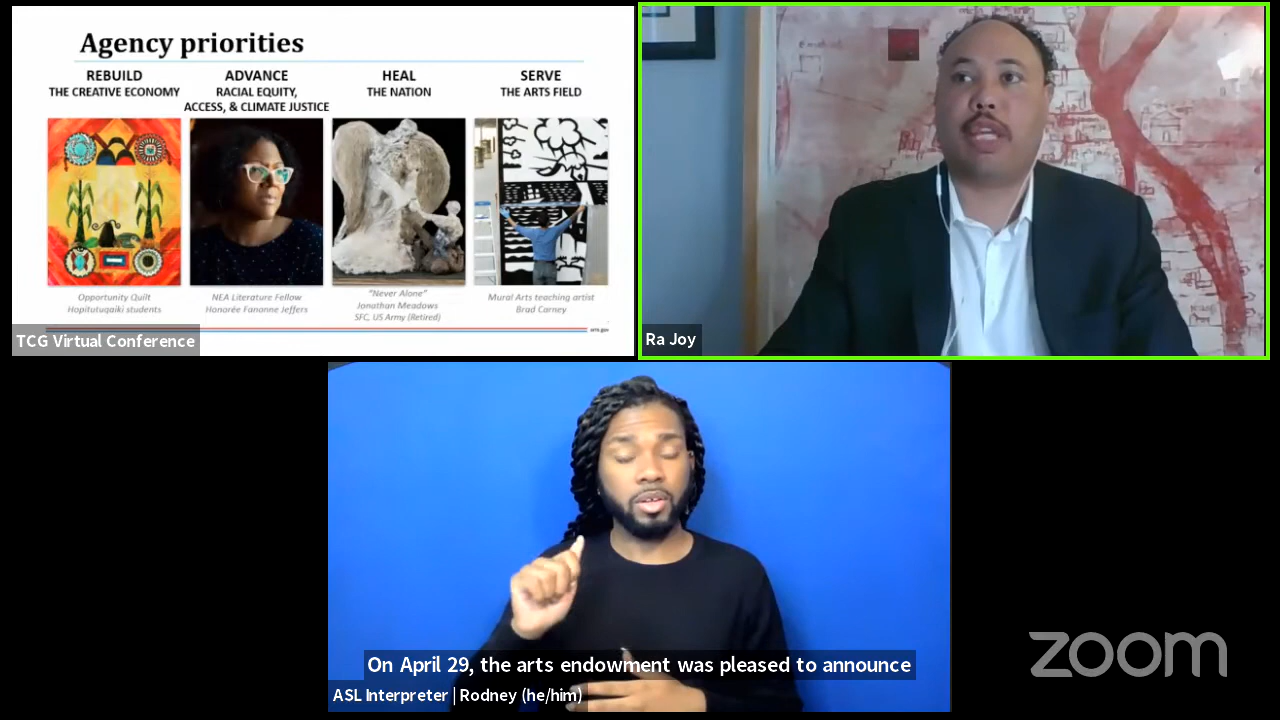 Agency priorities
REBUILD
THE CREATIVE ECONOMY
ADVANCE
RACIAL EQUITY,
ACCESS, & CLIMATE JUSTICE
HEAL
THE NATION
SERVE
THE ARTS FIELD
Opportunity Quilt
Hopitutuqaiki students
NEA Literature Fellow
Honorée Fanonne Jeffers
"Never Alone"
Jonathan Meadows
SFC, US Army (Retired)
Mural Arts teaching artist
Brad Carney
arts.gov
TCG Virtual Conference
Ra Joy
On April 29, the arts endowment was pleased to announce
ASL Interpreter | Rodney (he/him)
zoom